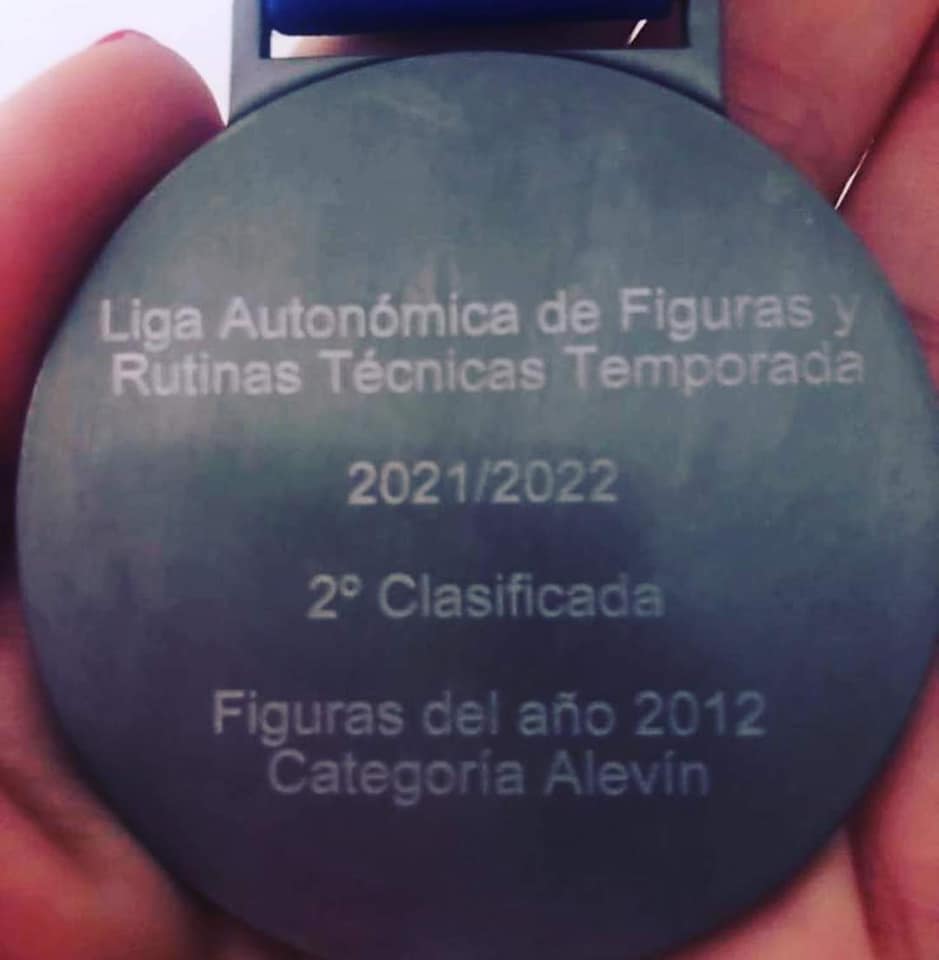 Liga Autonómica de Figuras y
Rutinas Técnicas Temporada
2021/2022
2º Clasificada
Figuras del año 2012
Categoría Alevín